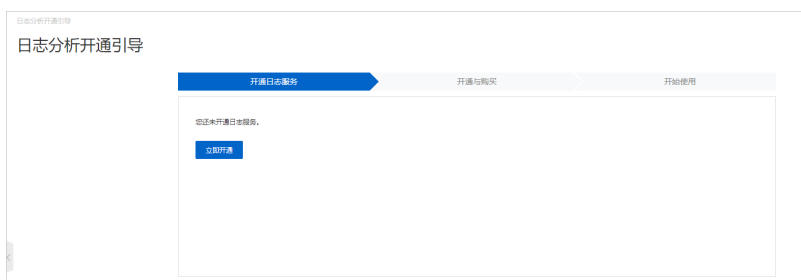 日志分析开通引导
日志分析开通引导
开通日志服务
开通与购买
开始使用
您还未开通日志服务。
立即开通